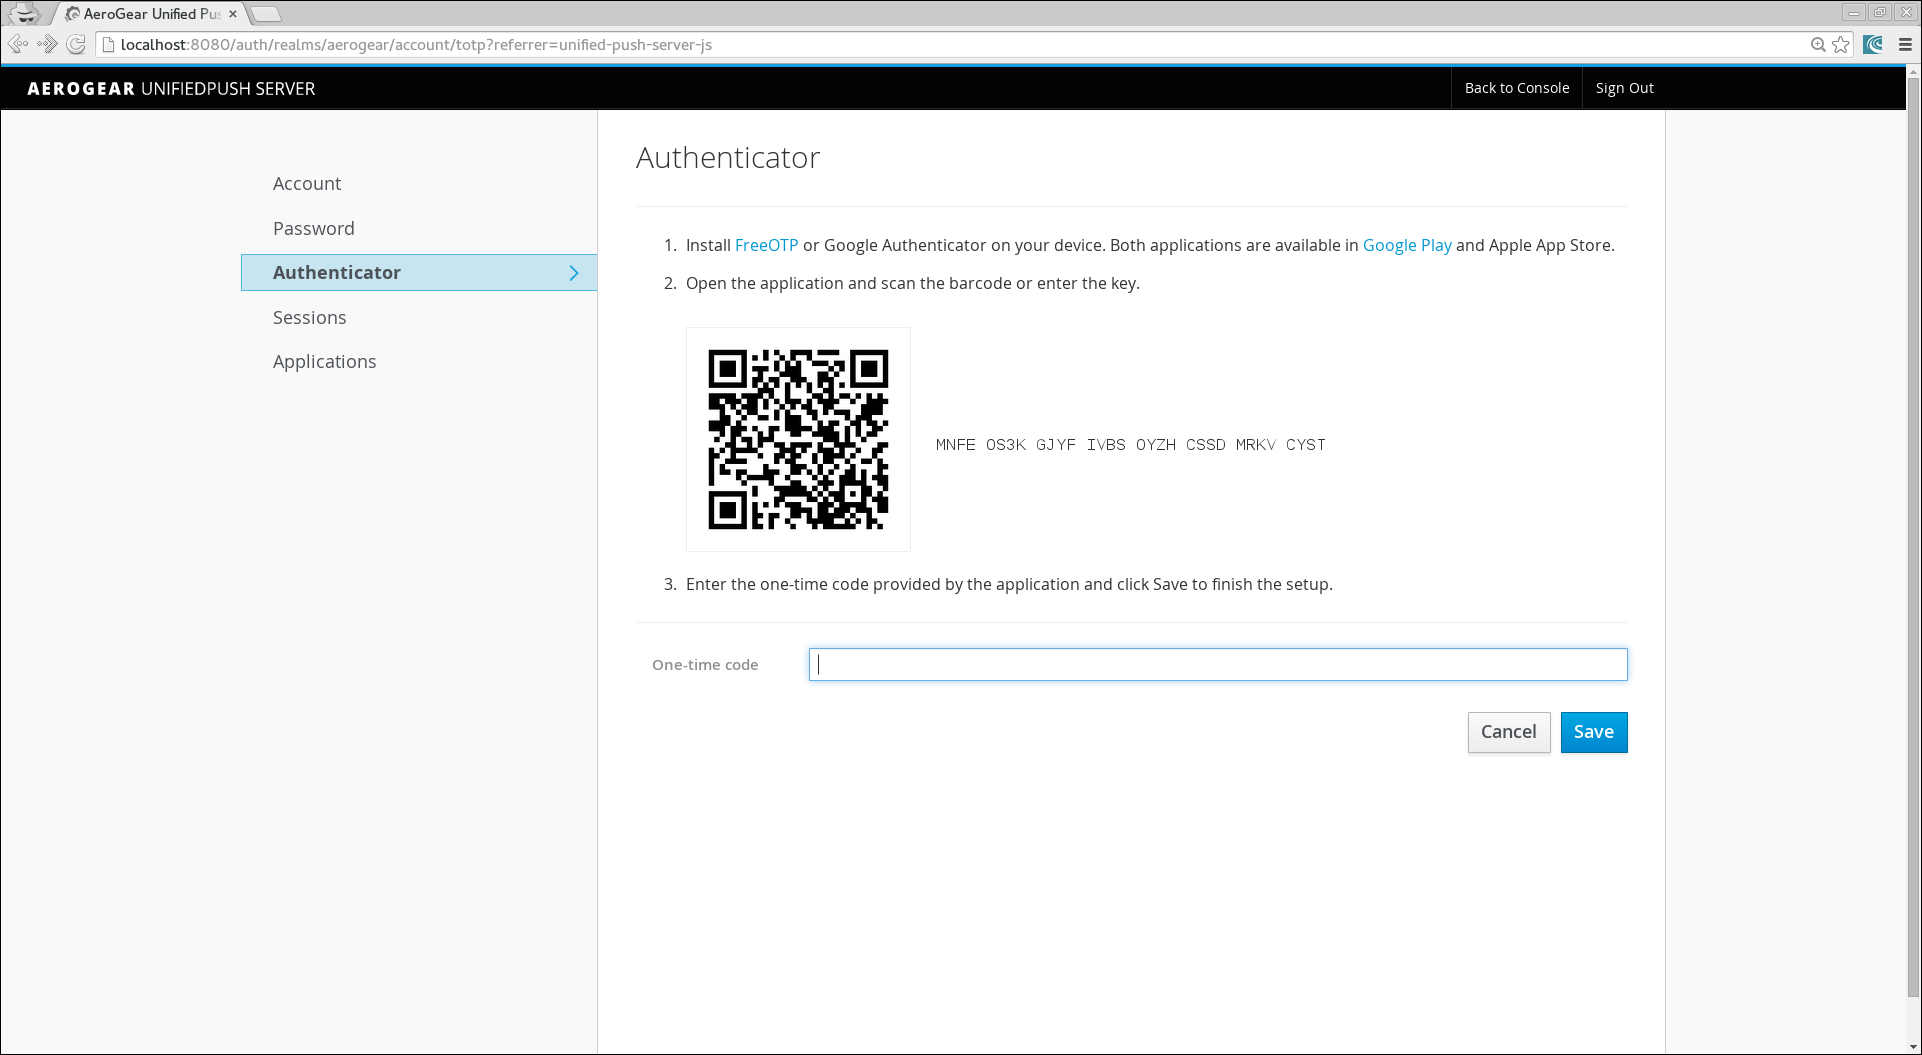 AeroGear Unified Pu
localhost:8080/auth/realms/aerogear/account/totp?referrer=unified-push-server-js
AEROGEAR UNIFIEDPUSH SERVER
Back to Console
Sign Out
Account
Password
Authenticator
Sessions
Applications
Authenticator
1. Install FreeOTP or Google Authenticator on your device. Both applications are available in Google Play and Apple App Store.
2. Open the application and scan the barcode or enter the key.
MNFE OS3K GJYF IVBS OYZH CSSD MRKV CYST
3. Enter the one-time code provided by the application and click Save to finish the setup.
One-time code
Cancel
Save